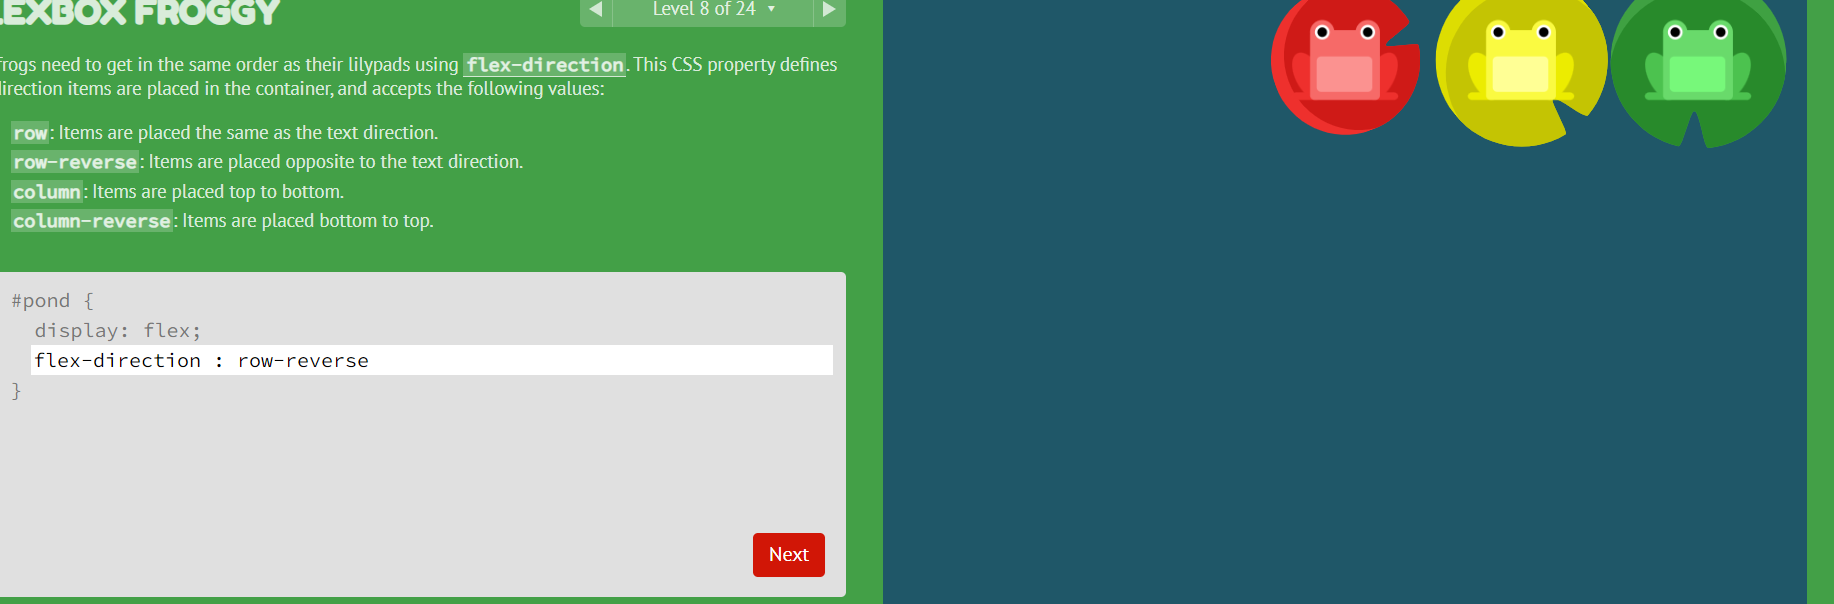 LEXBOX FROGGY
Level 8 of 24
frogs need to get in the same order as their lilypads using flex-direction. This CSS property defines
irection items are placed in the container, and accepts the following values:
row: Items are placed the same as the text direction.
row-reverse: Items are placed opposite to the text direction.
column: Items are placed top to bottom.
column-reverse: Items are placed bottom to top.
#pond {
display: flex;
flex-direction : row-reverse
}
Next